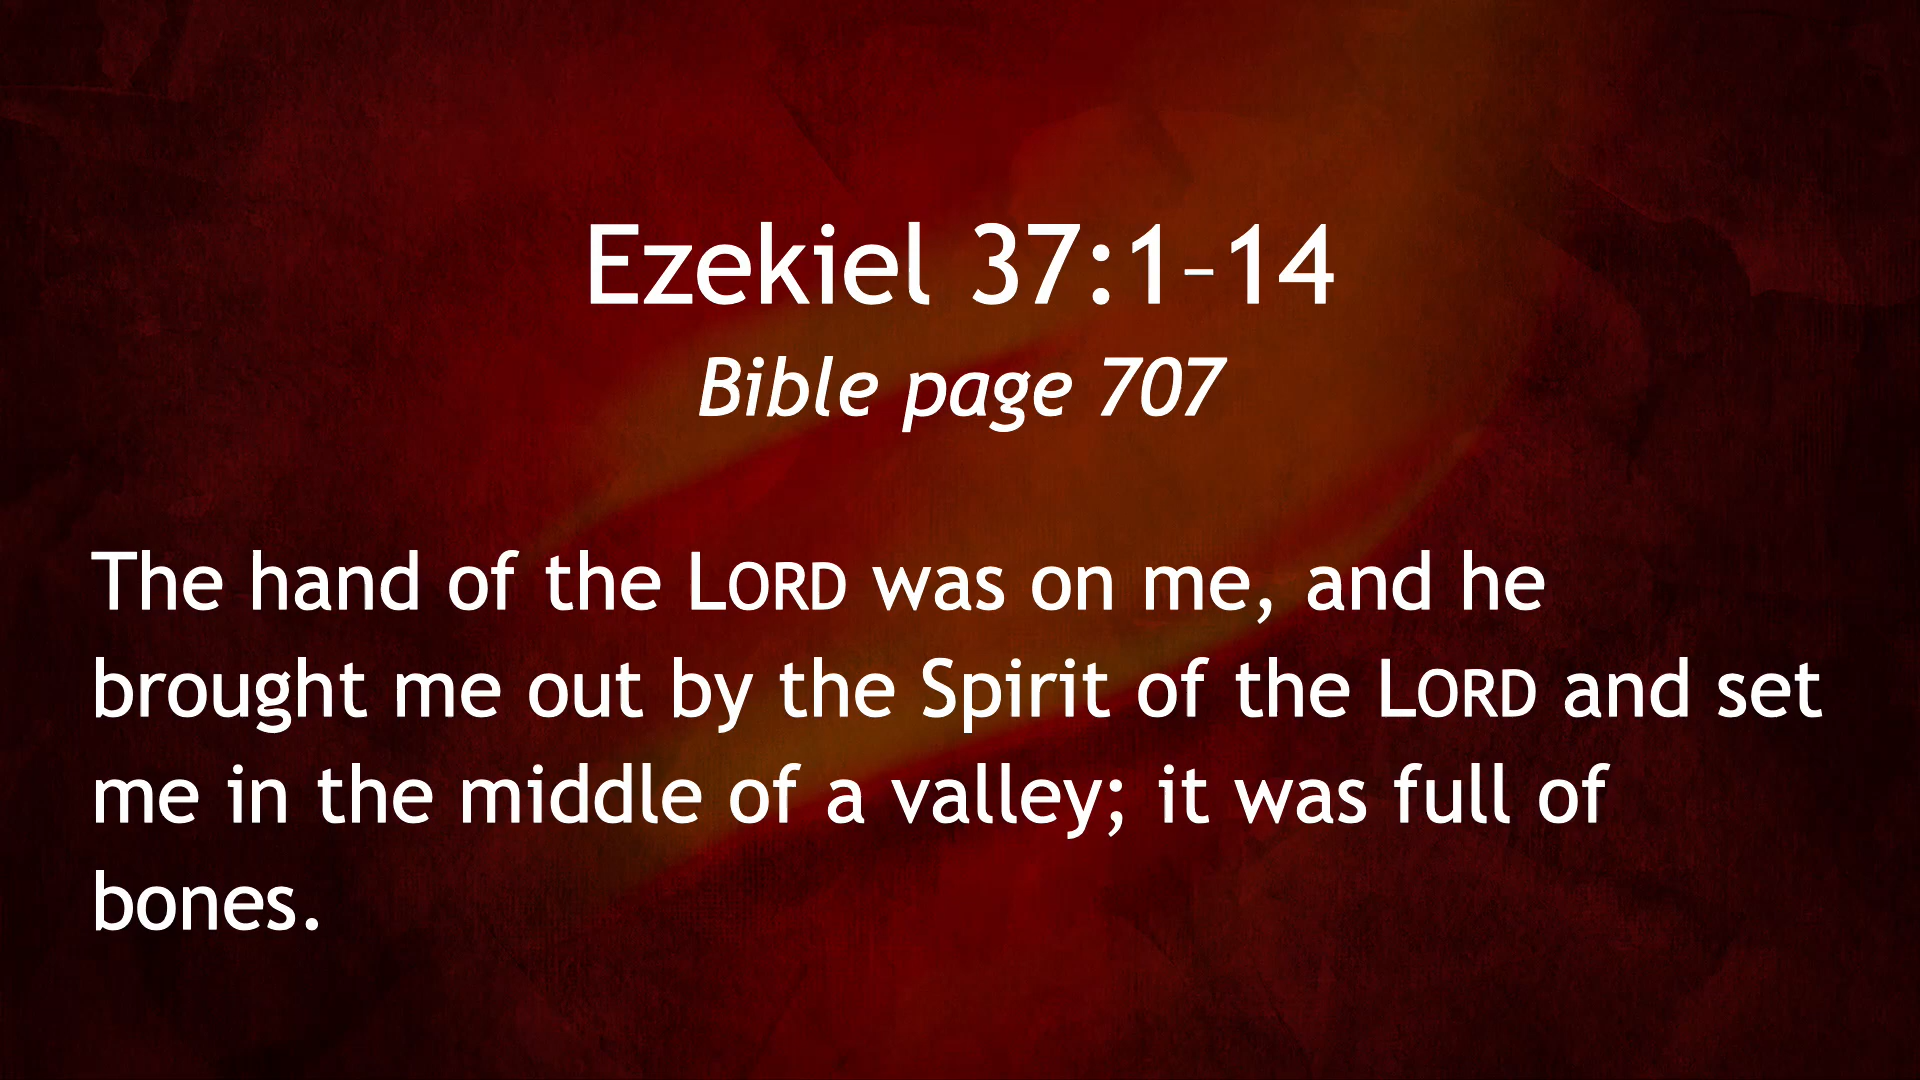 Ezekiel 37:1–14
Bible page 707
The hand of the LORD was on me, and he
brought me out by the Spirit of the LORD and set
me in the middle of a valley; it was full of
bones.